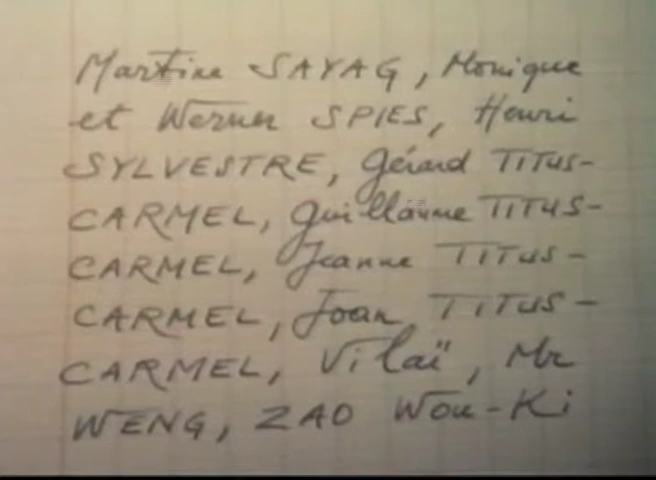 Martine SAYAG, Monique
et Werner SPIES, Henri
SYLVESTRE, Gérard TITUS-
CARMEL, Guillaume TITUS-
CARMEL, Jeanne TITUS-
CARMEL, Joan TITUS-
CARMEL, Vilaï, Mr
WENG, ZAO Wou-Ki